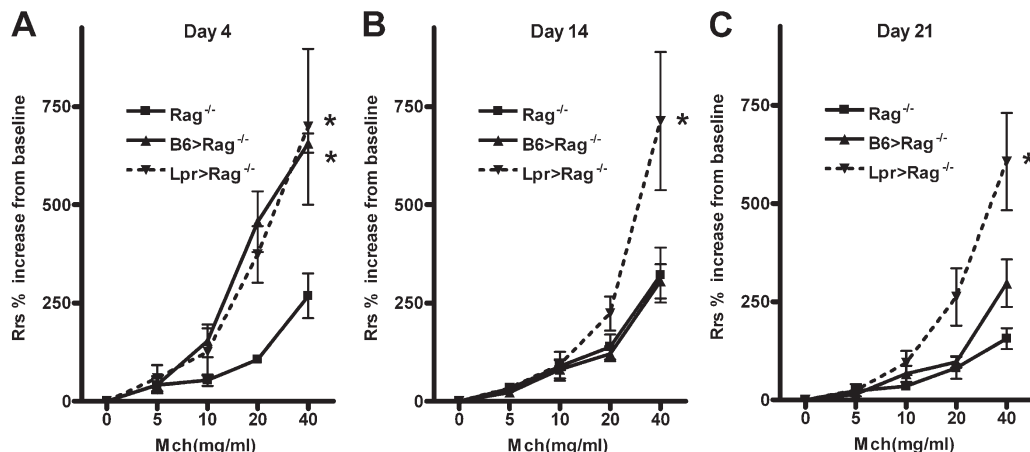 A
Day 4
Rrs % increase from baseline
750
500
250
0
Rag-/-
B6>Rag-/-
Lpr>Rag-/-
*
*
0 5 10 20 40
Mch(mg/ml)
B
Day 14
Rrs % increase from baseline
750
500
250
0
Rag-/-
B6>Rag-/-
Lpr>Rag-/-
*
0 5 10 20 40
Mch(mg/ml)
C
Day 21
Rrs % increase from baseline
750
500
250
0
Rag-/-
B6>Rag-/-
Lpr>Rag-/-
*
0 5 10 20 40
Mch(mg/ml)